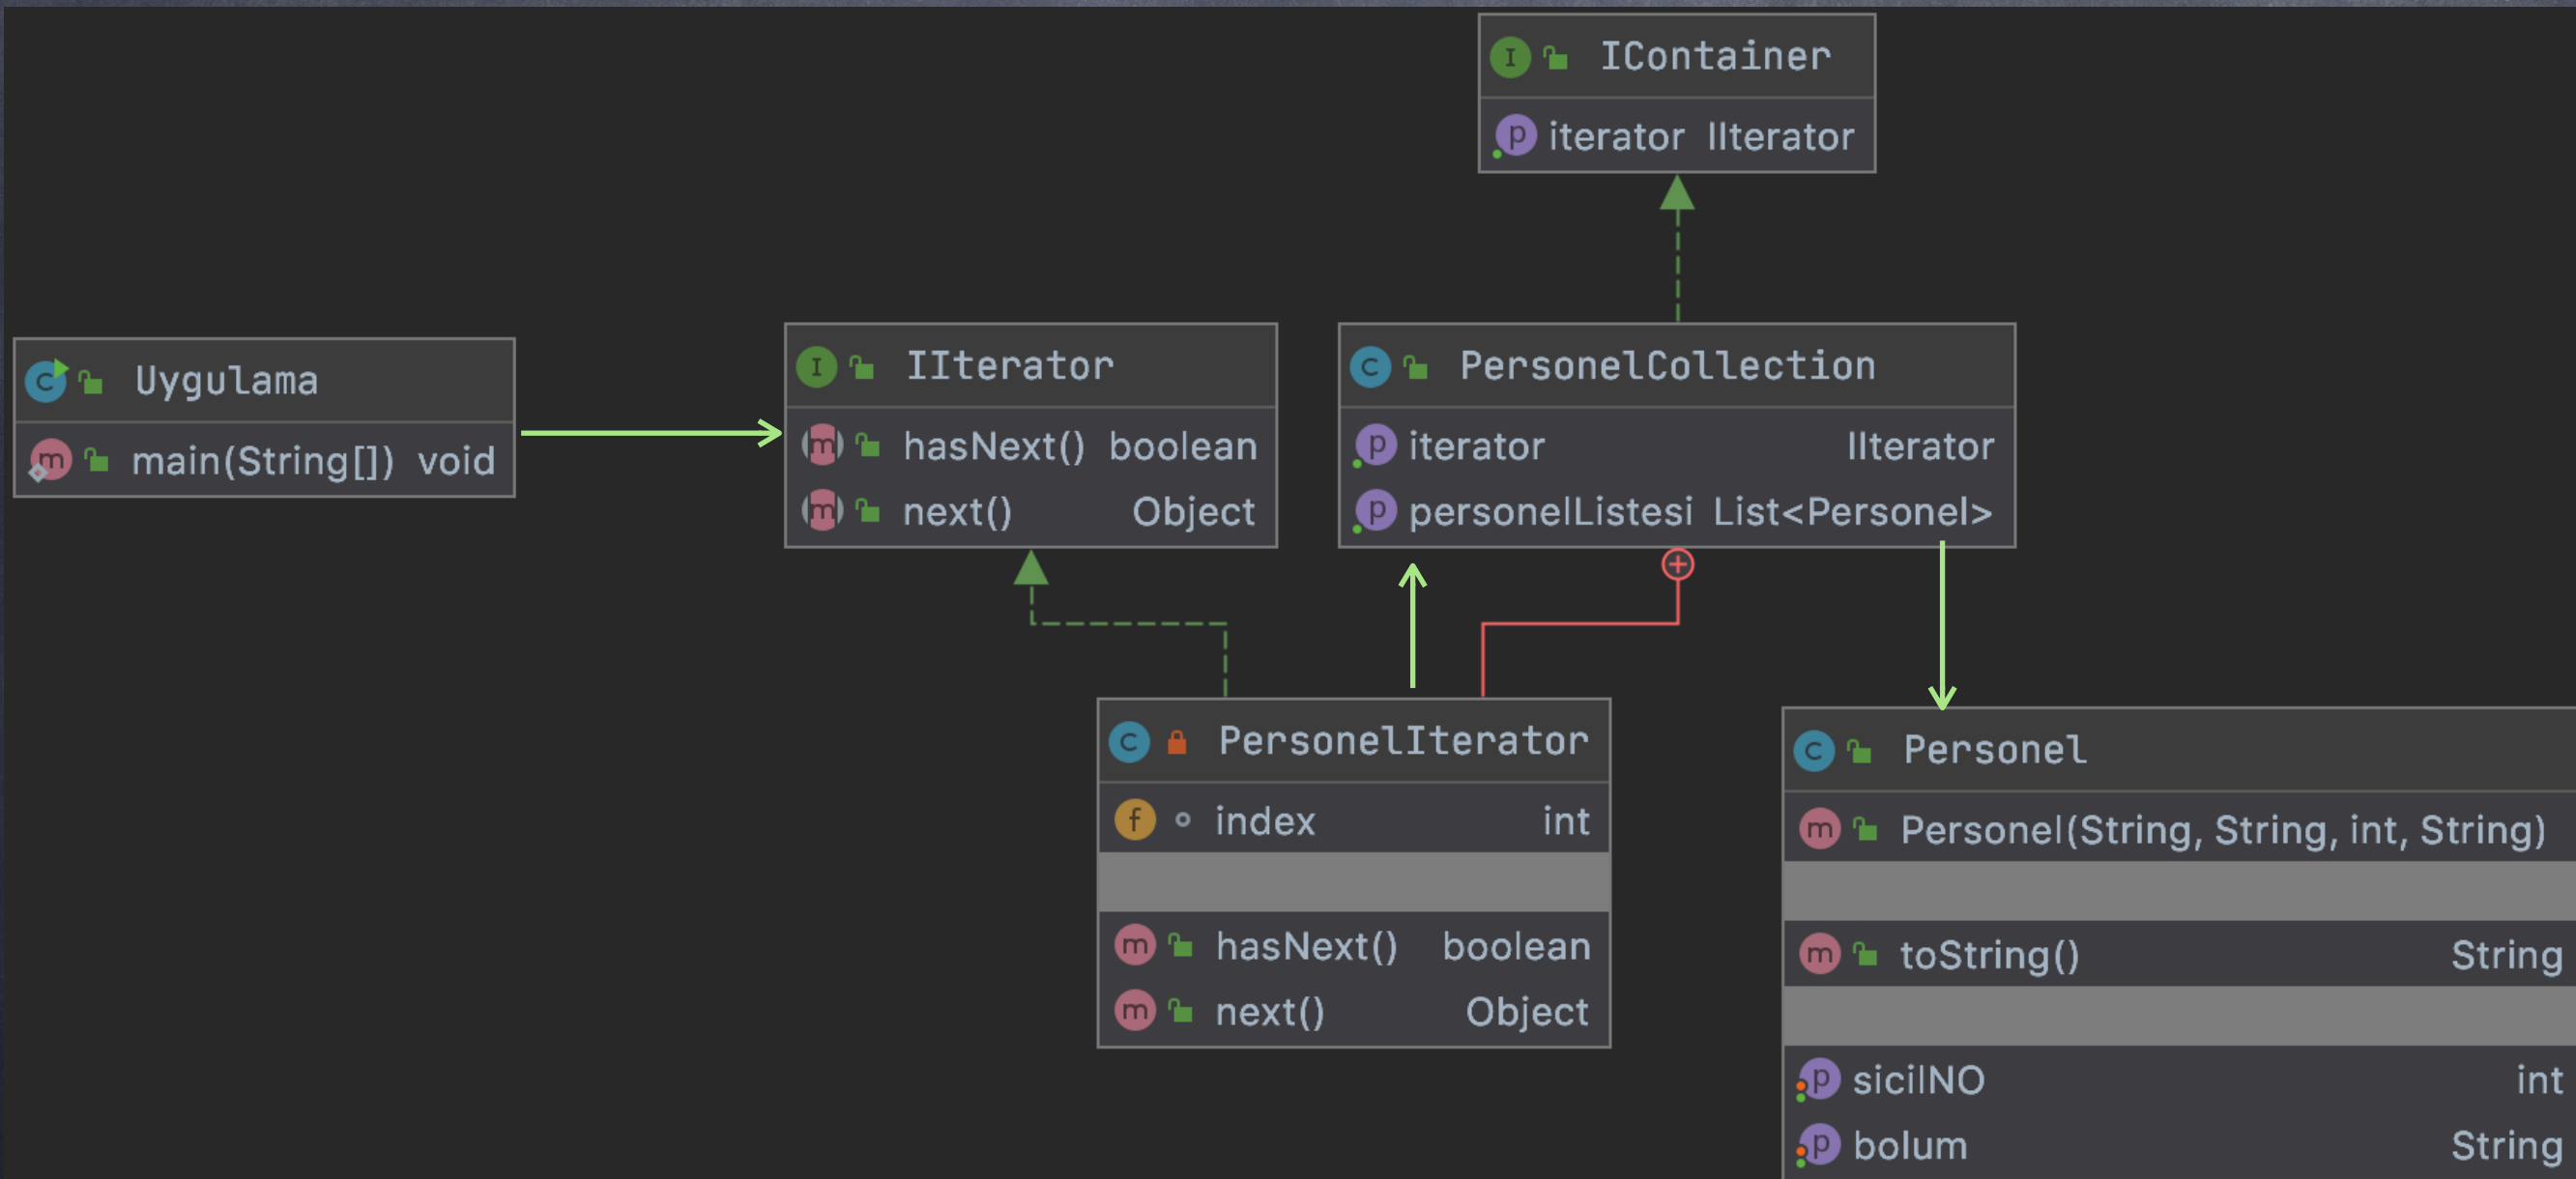 IContainer
iterator IIterator
Uygulama
main(String[]) void
IIterator
hasNext() boolean
next() Object
PersonelCollection
iterator IIterator
personelListesi List<Personel>
PersonelIterator
index int
hasNext() boolean
next() Object
Personel
Personel(String, String, int, String)
toString() String
sicilNO int
bolum String